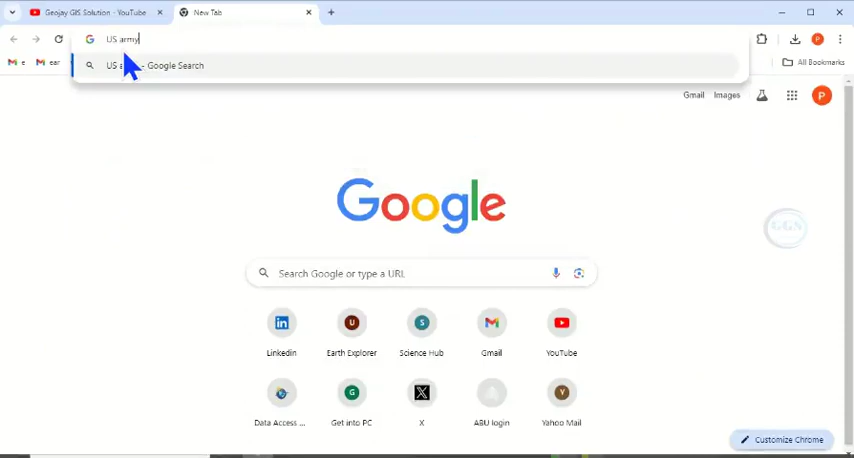 Geojay GIS Solution - YouTube
New Tab
US army
US - Google Search
e
ear
All Bookmarks
Gmail Images
P
Google
GGS
Search Google or type a URL
LinkedIn Earth Explorer Science Hub Gmail YouTube
Data Access ... Get into PC X ABU login Yahoo Mail
Customize Chrome